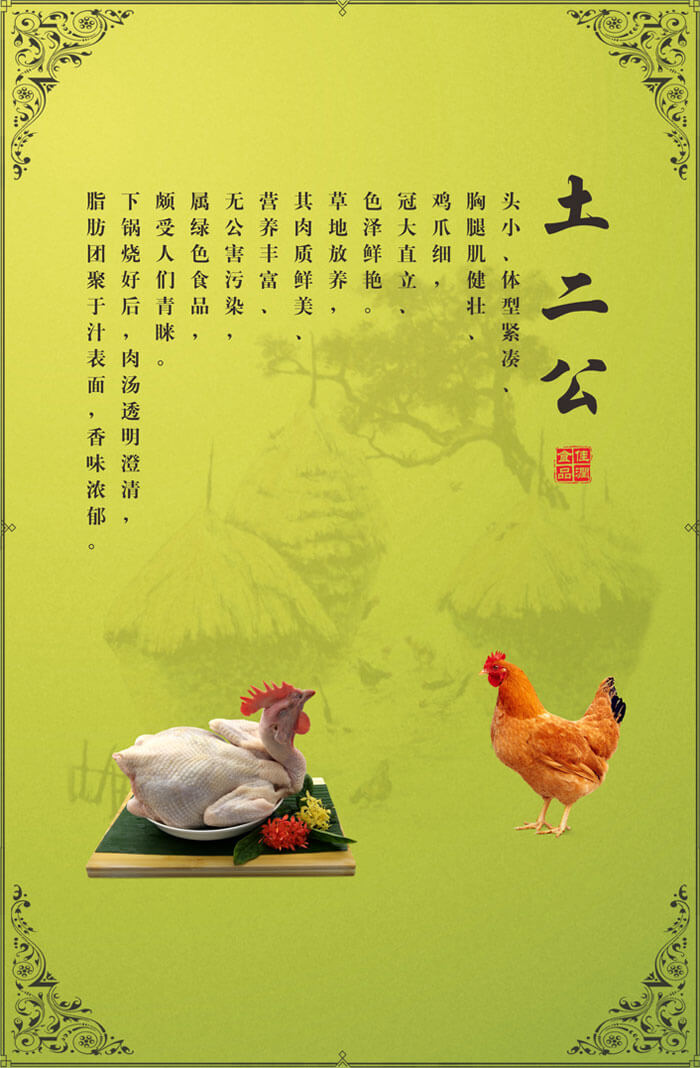 土二公
佳润食品
头小、体型紧凑、
胸腿肌健壮、
鸡爪细，
冠大直立、
色泽鲜艳。
草地放养，
其肉质鲜美、
营养丰富、
无公害污染，
属绿色食品，
颇受人们青睐。
下锅烧好后，肉汤透明澄清，
脂肪团聚于汁表面，香味浓郁。